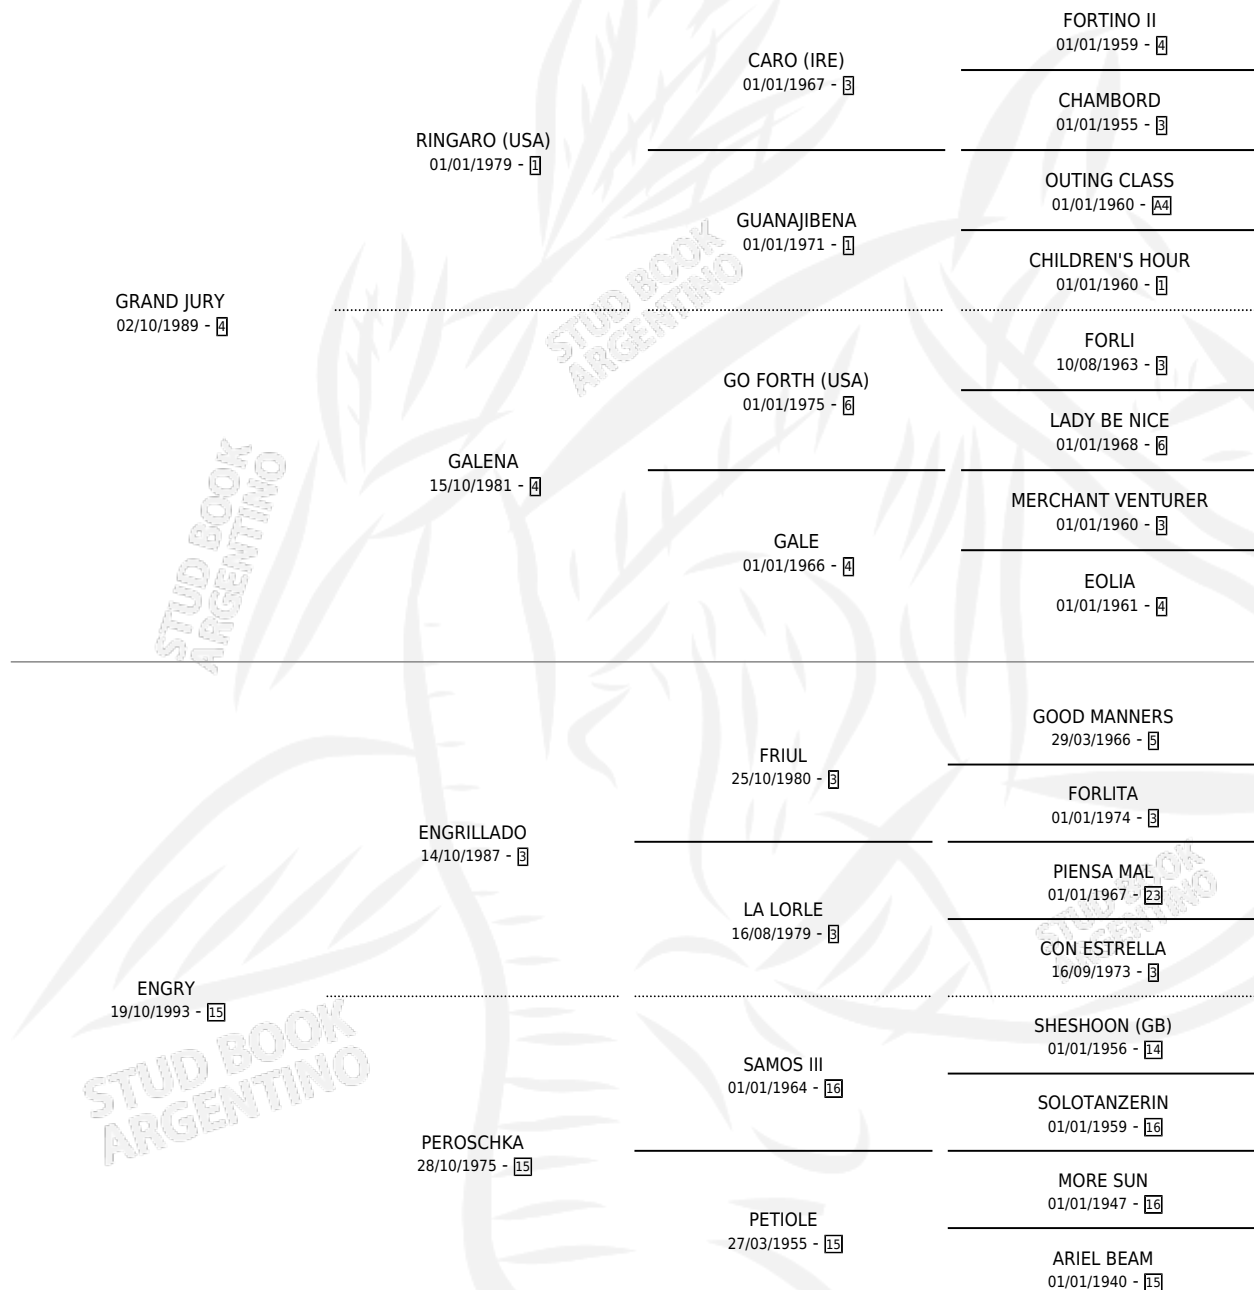 FORTINO II
01/01/1959 - 4
CARO (IRE)
01/01/1967 - 3
CHAMBORD
01/01/1955 - 3
RINGARO (USA)
01/01/1979 - 1
OUTING CLASS
01/01/1960 - A4
GUANAJIBENA
01/01/1971 - 1
CHILDREN'S HOUR
01/01/1960 - 1
GRAND JURY
02/10/1989 - 4
FORLI
10/08/1963 - 3
GO FORTH (USA)
01/01/1975 - 6
LADY BE NICE
01/01/1968 - 6
GALENA
15/10/1981 - 4
MERCHANT VENTURER
01/01/1960 - 3
GALE
01/01/1966 - 4
EOLIA
01/01/1961 - 4
GOOD MANNERS
29/03/1966 - 5
FRIUL
25/10/1980 - 3
FORLITA
01/01/1974 - 3
ENGRILLADO
14/10/1987 - 3
PIENSA MAL
01/01/1967 - 23
LA LORLE
16/08/1979 - 3
CON ESTRELLA
16/09/1973 - 3
ENGRY
19/10/1993 - 15
SHESHOON (GB)
01/01/1956 - 14
SAMOS III
01/01/1964 - 16
SOLOTANZERIN
01/01/1959 - 16
PEROSCHKA
28/10/1975 - 15
MORE SUN
01/01/1947 - 16
PETIOLE
27/03/1955 - 15
ARIEL BEAM
01/01/1940 - 15
STUD BOOK
ARGENTINO
STUD BOOK
ARGENTINO
STUD BOOK
ARGENTINO
STUD BOOK
ARGENTINO